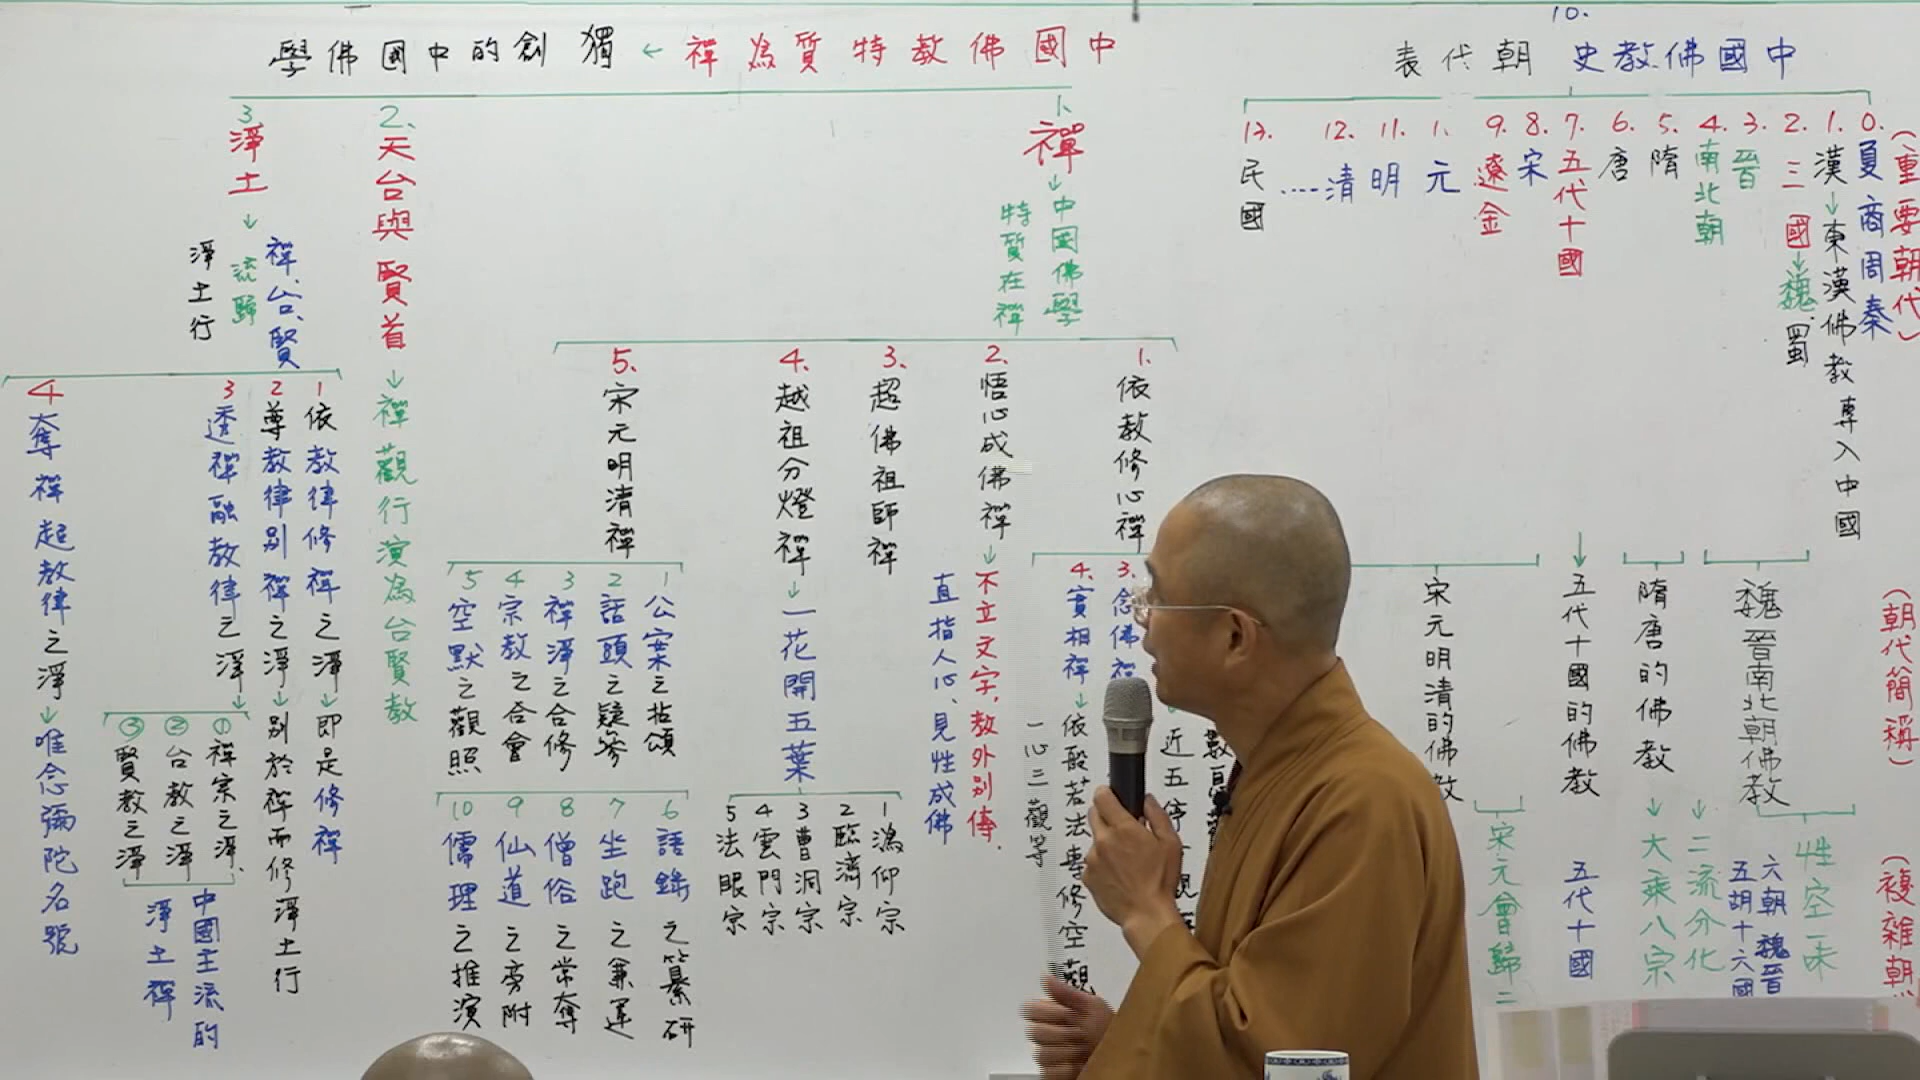 10.
中國佛教史 朝代表
(重要朝代)
0. 夏商周秦
1. 漢→東漢佛教專入中國
2. 三國→魏.蜀
3. 晉
4. 南北朝
5. 隋
6. 唐
7. 五代十國
8. 宋
9. 遼金
1. 元
11. 明
12. 清 ....
13. 民國
(朝代簡稱)
魏晉南北朝佛教
隋唐的佛教
五代十國的佛教
宋元明清的佛教
(複雜朝
性空一味
六朝 魏晉
五胡十六國
二流分化
大乘八宗
五代十國
宋元會歸
中國佛教特質為禪 ← 獨創的中國佛學
1. 禪→中國佛學
特質在禪
1. 依教修心禪
3. 念佛禪
4. 實相禪→依般若法專修空觀
一心三觀等
近五停
2. 悟心成佛禪→不立文字,教外別傳.
直指人心、見性成佛
3. 超佛祖師禪
4. 越祖分燈禪→一花開五葉
1 溈仰宗
2 臨濟宗
3 曹洞宗
4 雲門宗
5 法眼宗
5. 宋元明清禪
1 公案之拈頌
2 話頭之疑參
3 禪淨之合修
4 宗教之合會
5 空默之觀照
6 語錄之纂研
7 坐跑之兼運
8 僧俗之常奪
9 仙道之旁附
10 儒理之推演
2. 天台與賢首→禪觀行演為台賢教
3. 淨土→禪、台、賢
流歸
淨土行
1 依教律修禪之淨→即是修禪
2 尊教律別禪之淨→別於禪而修淨土行
3 透禪融教律之淨→
① 禪宗之淨.
② 台教之淨
③ 賢教之淨
中國主流的
淨土禪
4 奪禪超教律之淨→唯念彌陀名號